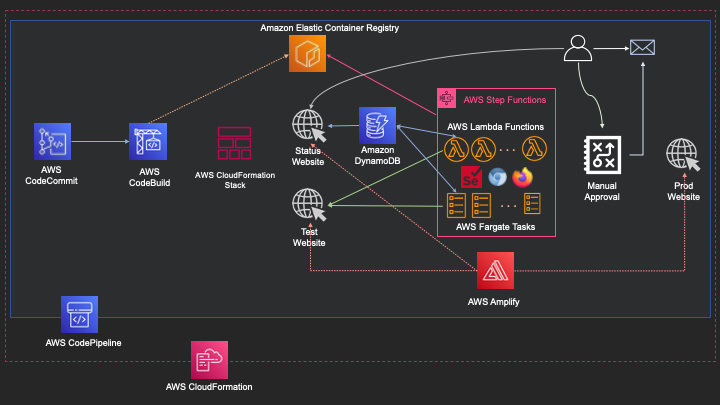 Amazon Elastic Container Registry
AWS Step Functions
AWS Lambda Functions
AWS
CodeCommit
AWS
CodeBuild
AWS CloudFormation
Stack
Status
Website
Amazon
DynamoDB
Se
Manual
Approval
Prod
Website
Test
Website
AWS Fargate Tasks
AWS Amplify
AWS CodePipeline
AWS CloudFormation